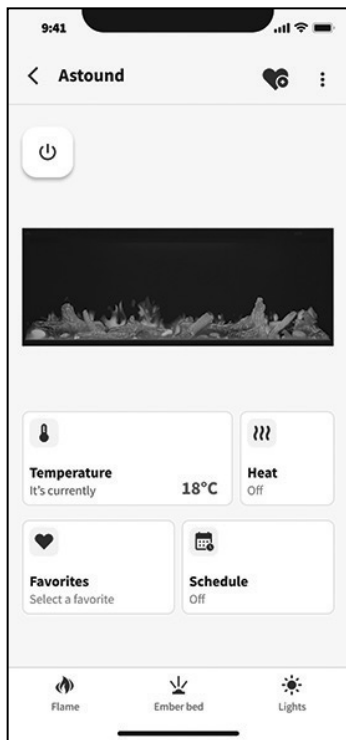 9:41
Astound
Temperature
It's currently
18°C
Heat
Off
Favorites
Select a favorite
Schedule
Off
Flame
Ember bed
Lights